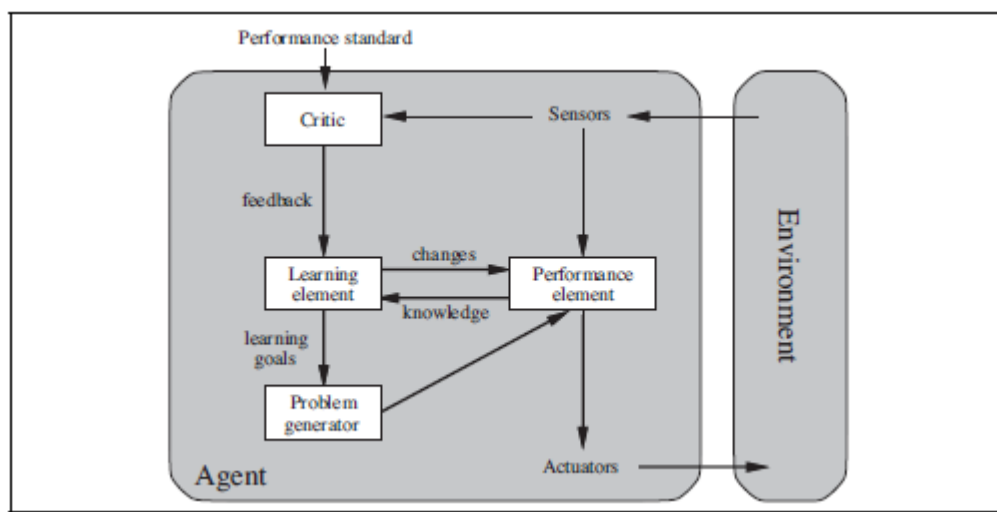 Performance standard
Critic
Sensors
feedback
changes
Learning
element
Performance
element
knowledge
learning
goals
Problem
generator
Actuators
Agent
Environment